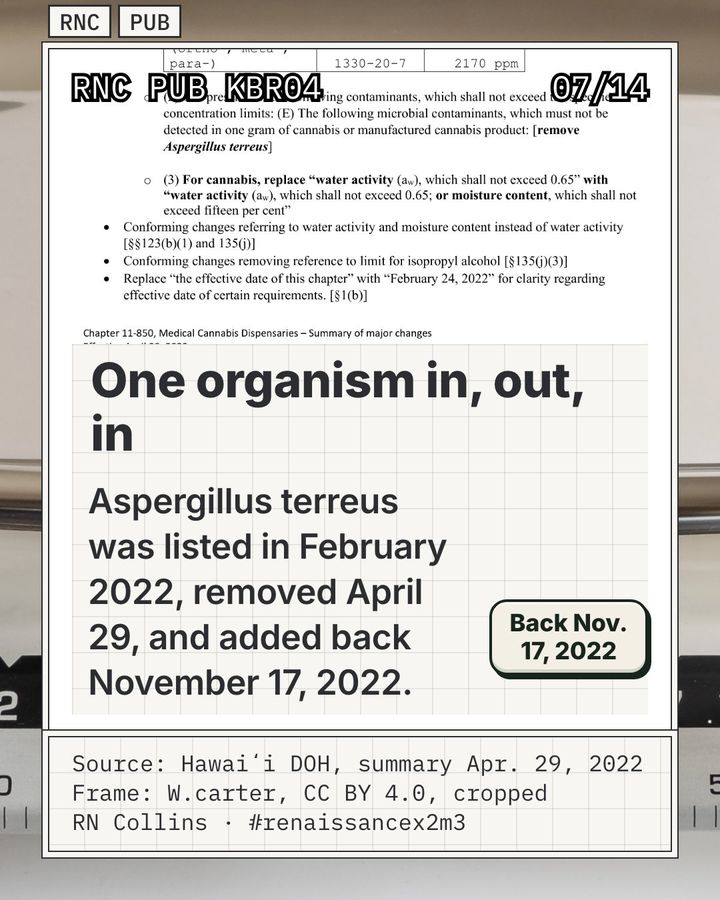 RNC PUB
para-) 1330-20-7 2170 ppm
RNC PUB KBR04 07/14
contaminants, which shall not exceed
concentration limits: (E) The following microbial contaminants, which must not be
detected in one gram of cannabis or manufactured cannabis product: [remove
Aspergillus terreus]
o (3) For cannabis, replace “water activity (aw), which shall not exceed 0.65” with
“water activity (aw), which shall not exceed 0.65; or moisture content, which shall not
exceed fifteen per cent”
• Conforming changes referring to water activity and moisture content instead of water activity
[§§123(b)(1) and 135(j)]
• Conforming changes removing reference to limit for isopropyl alcohol [§135(j)(3)]
• Replace “the effective date of this chapter” with “February 24, 2022” for clarity regarding
effective date of certain requirements. [§1(b)]
Chapter 11-850, Medical Cannabis Dispensaries – Summary of major changes
One organism in, out,
in
Aspergillus terreus
was listed in February
2022, removed April
29, and added back
November 17, 2022.
Back Nov.
17, 2022
Source: Hawaiʻi DOH, summary Apr. 29, 2022
Frame: W.carter, CC BY 4.0, cropped
RN Collins · #renaissancex2m3